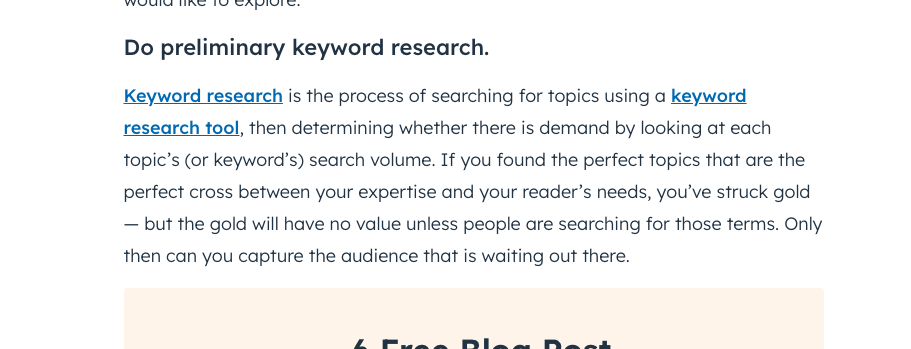 would like to explore.
Do preliminary keyword research.
Keyword research is the process of searching for topics using a keyword
research tool, then determining whether there is demand by looking at each
topic’s (or keyword’s) search volume. If you found the perfect topics that are the
perfect cross between your expertise and your reader’s needs, you’ve struck gold
— but the gold will have no value unless people are searching for those terms. Only
then can you capture the audience that is waiting out there.
6 Free Blog Post